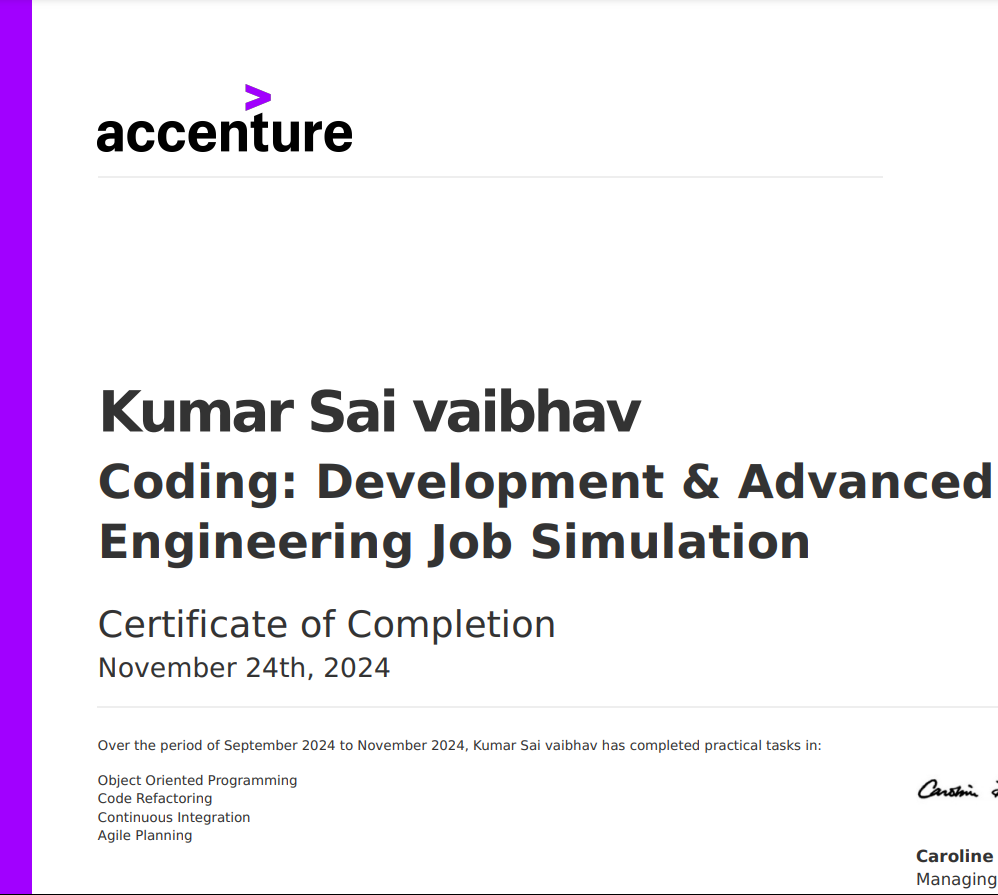 accenture
Kumar Sai vaibhav
Coding: Development & Advanced
Engineering Job Simulation
Certificate of Completion
November 24th, 2024
Over the period of September 2024 to November 2024, Kumar Sai vaibhav has completed practical tasks in:
Object Oriented Programming
Code Refactoring
Continuous Integration
Agile Planning
Caroline
Managing